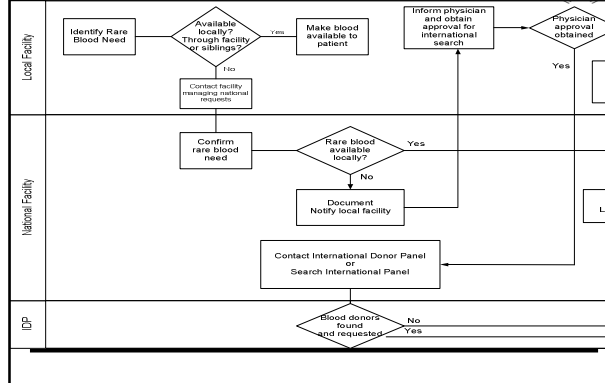 Local Facility
Identify Rare
Blood Need
Available
locally?
Through facility
or siblings?
Yes
Make blood
available to
patient
No
Contact facility
managing national
requests
Inform physician
and obtain
approval for
international
search
Physician
approval
obtained
Yes
National Facility
Confirm
rare blood
need
Rare blood
available
locally?
Yes
No
Document
Notify local facility
L
Contact International Donor Panel
or
Search International Panel
IDP
Blood donors
found
and requested
No
Yes